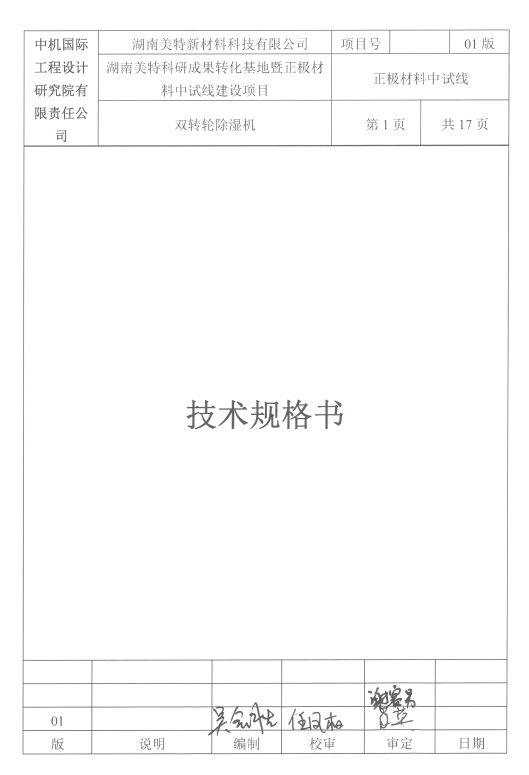 中机国际
工程设计
研究院有
限责任公
司
湖南美特新材料科技有限公司
项目号
01 版
湖南美特科研成果转化基地暨正极材
料中试线建设项目
正极材料中试线
双转轮除湿机
第 1 页
共 17 页
技术规格书
01
版
说明
编制
校审
审定
日期